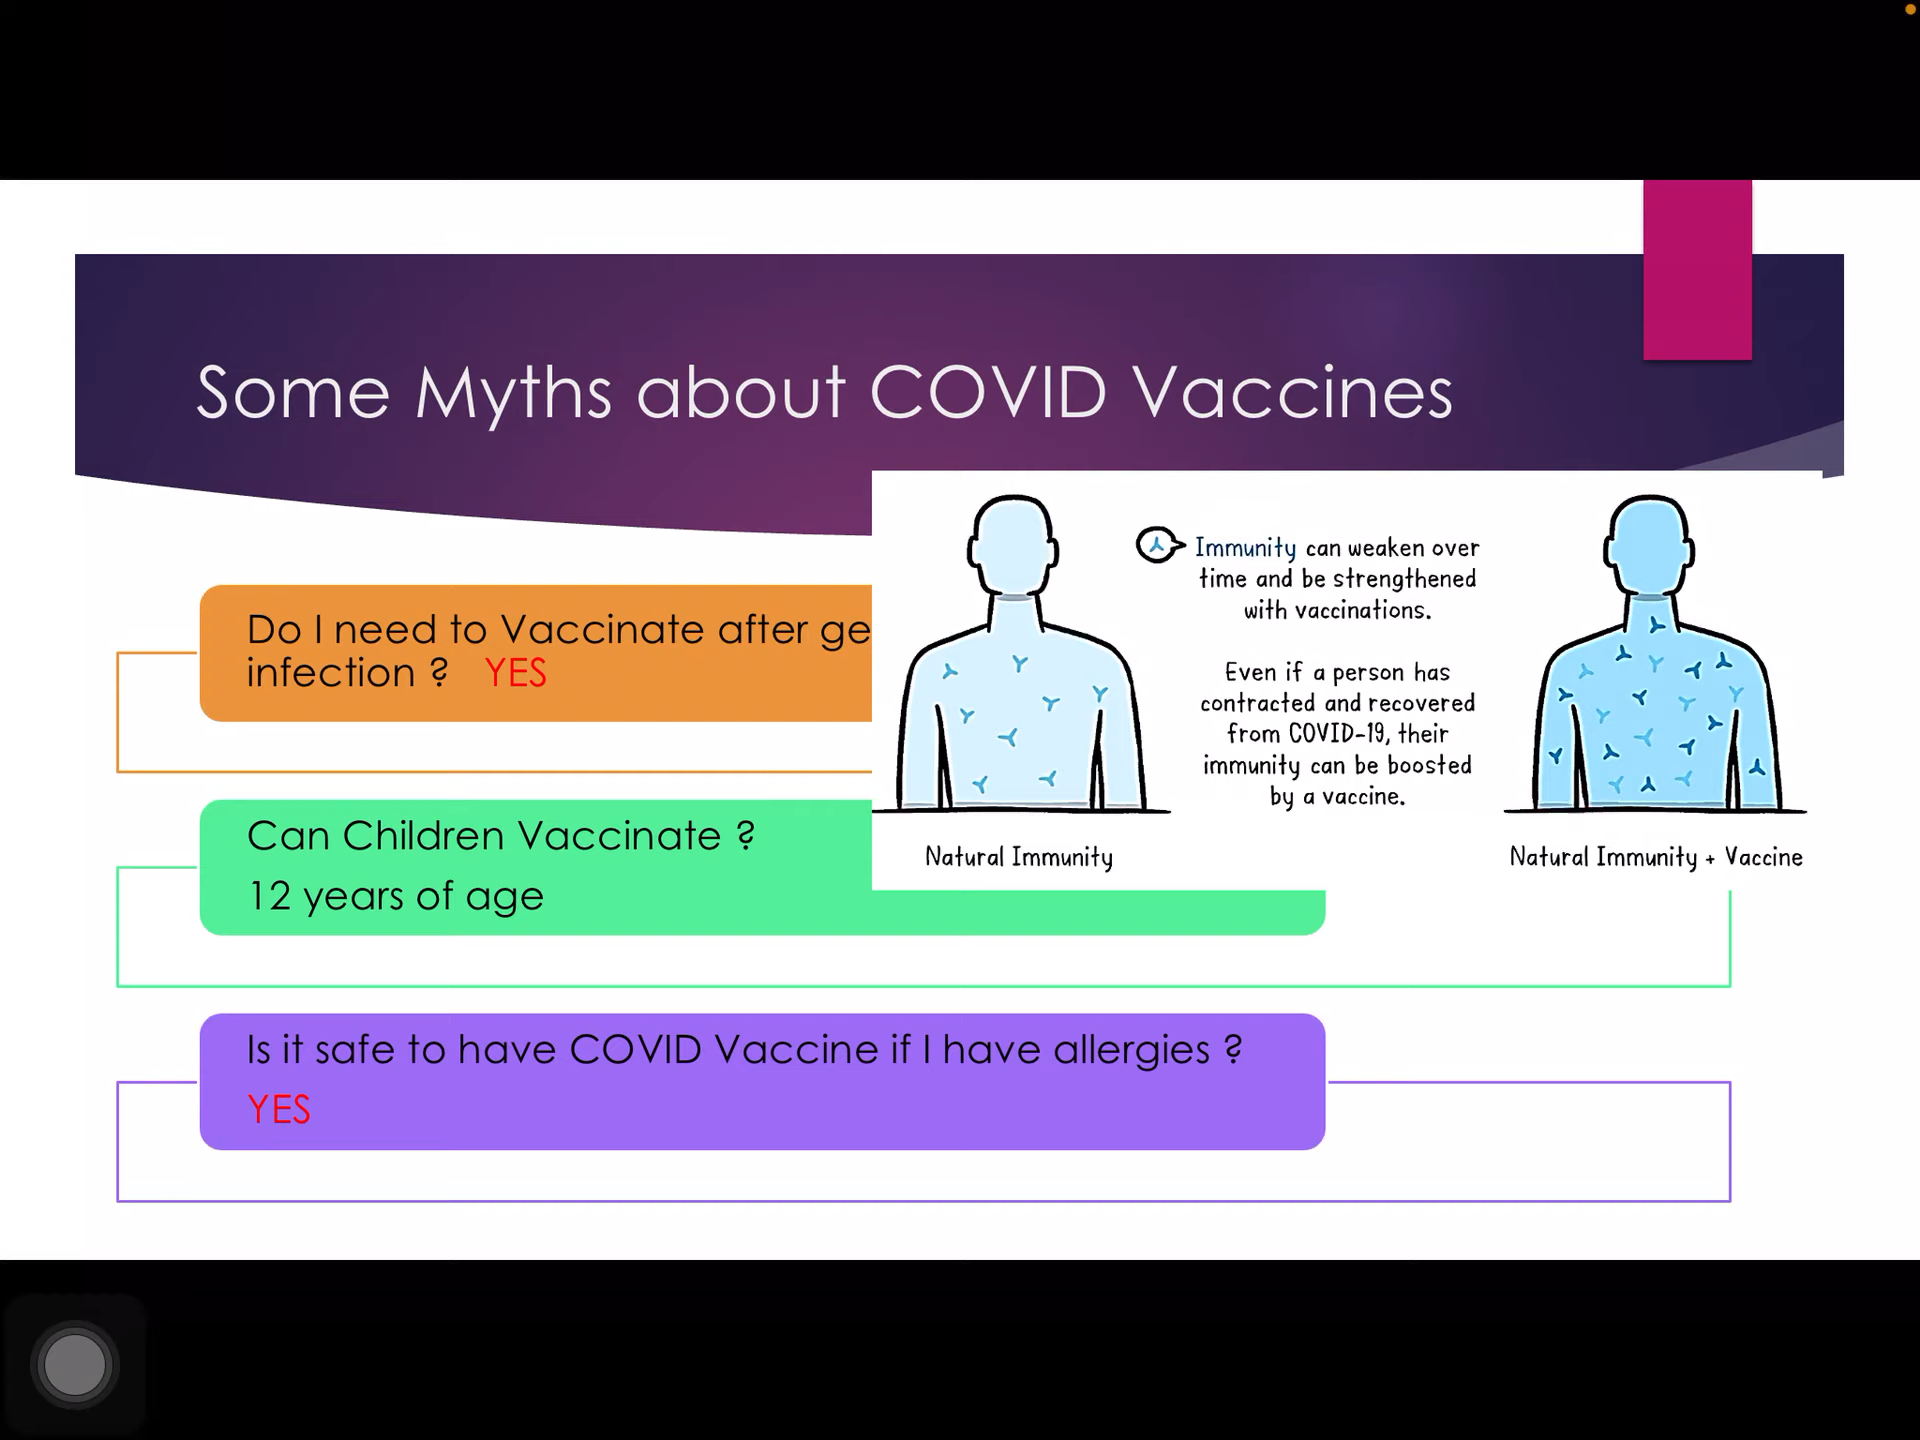 Some Myths about COVID Vaccines
Do I need to Vaccinate after
infection ? YES
Can Children Vaccinate ?
12 years of age
Is it safe to have COVID Vaccine if I have allergies ?
YES
Immunity can weaken over
time and be strengthened
with vaccinations.
Even if a person has
contracted and recovered
from COVID-19, their
immunity can be boosted
by a vaccine.
Natural Immunity
Natural Immunity + Vaccine